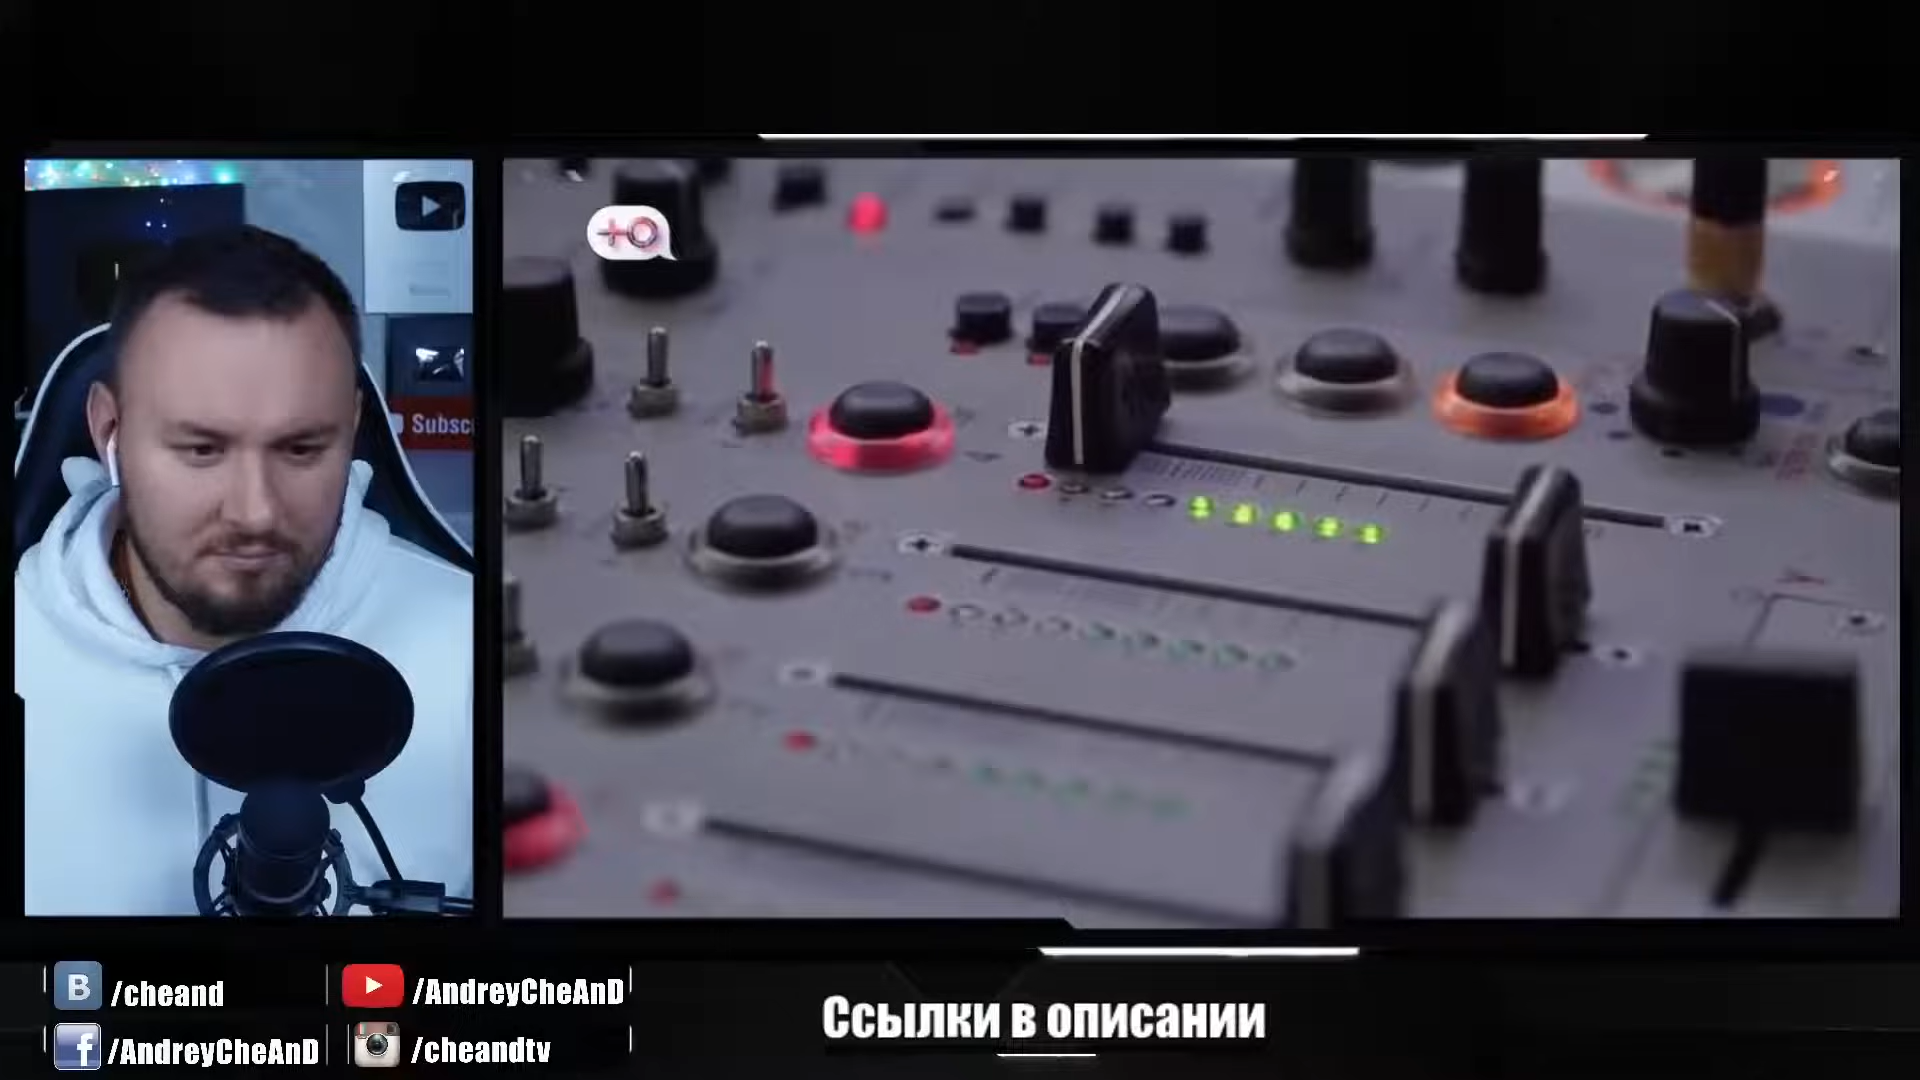 Ю
Subsc
/cheand
/AndreyCheAnD
/AndreyCheAnD
/cheandtv
Ссылки в описании